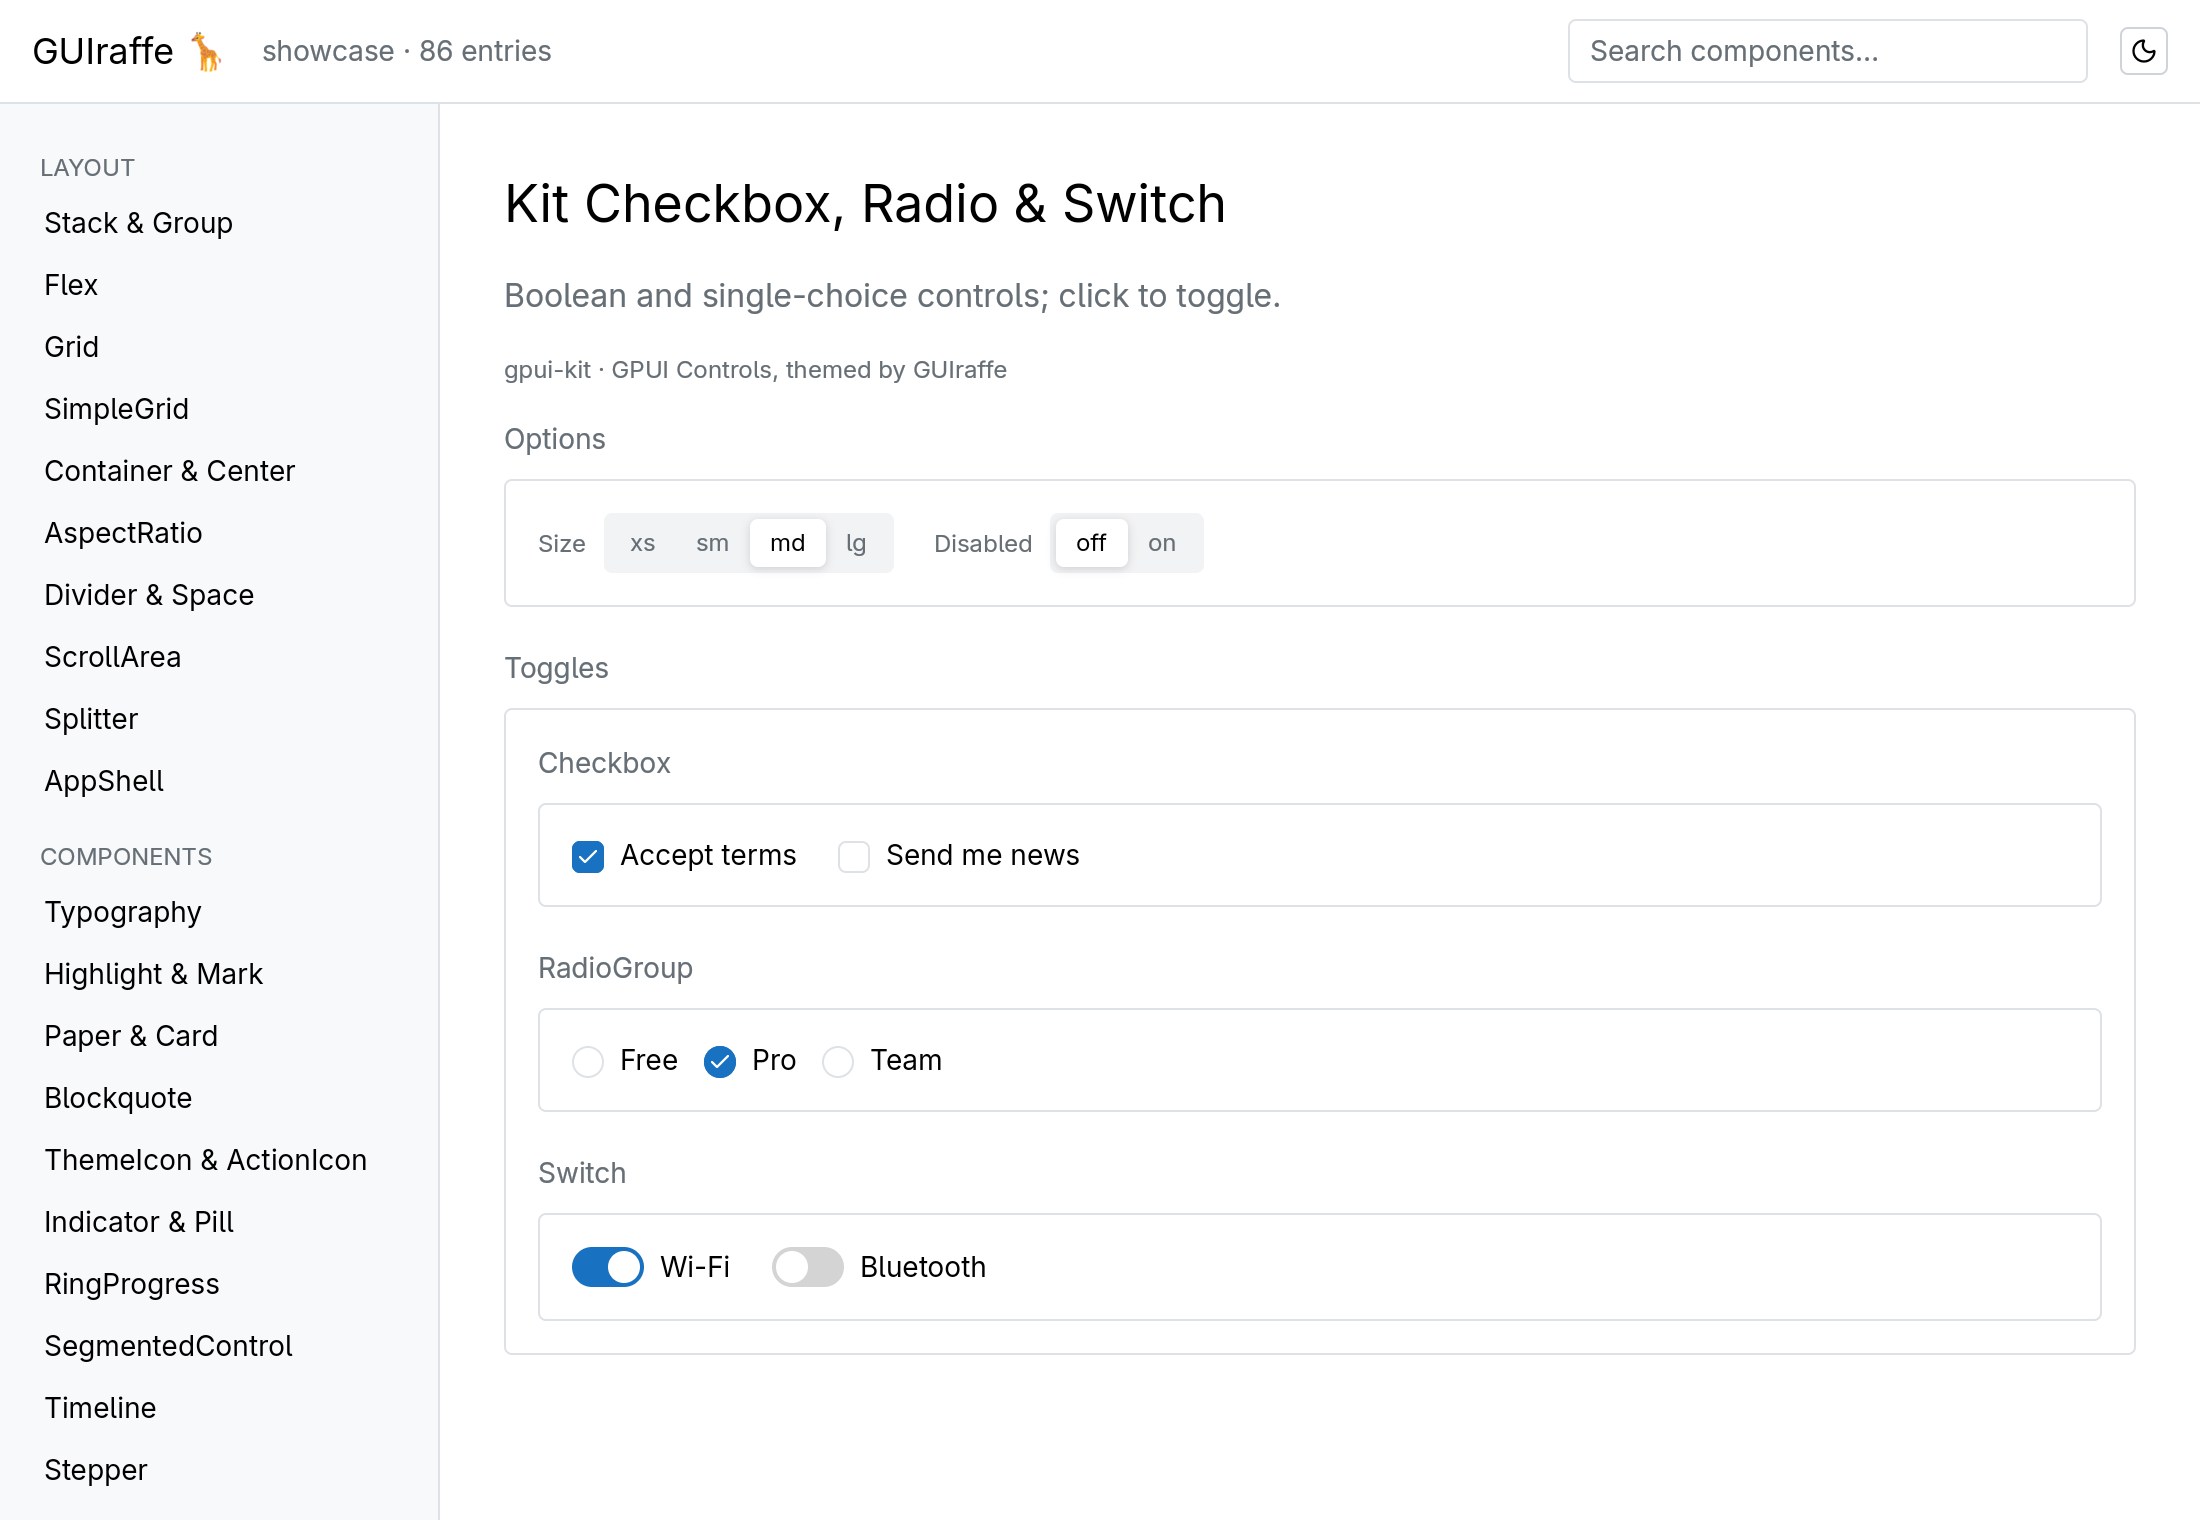 GUIraffe 🦒 showcase · 86 entries Search components...
LAYOUT
Stack & Group
Flex
Grid
SimpleGrid
Container & Center
AspectRatio
Divider & Space
ScrollArea
Splitter
AppShell
COMPONENTS
Typography
Highlight & Mark
Paper & Card
Blockquote
ThemeIcon & ActionIcon
Indicator & Pill
RingProgress
SegmentedControl
Timeline
Stepper
Kit Checkbox, Radio & Switch
Boolean and single-choice controls; click to toggle.
gpui-kit · GPUI Controls, themed by GUIraffe
Options
Size xs sm md lg Disabled off on
Toggles
Checkbox
Accept terms Send me news
RadioGroup
Free Pro Team
Switch
Wi-Fi Bluetooth